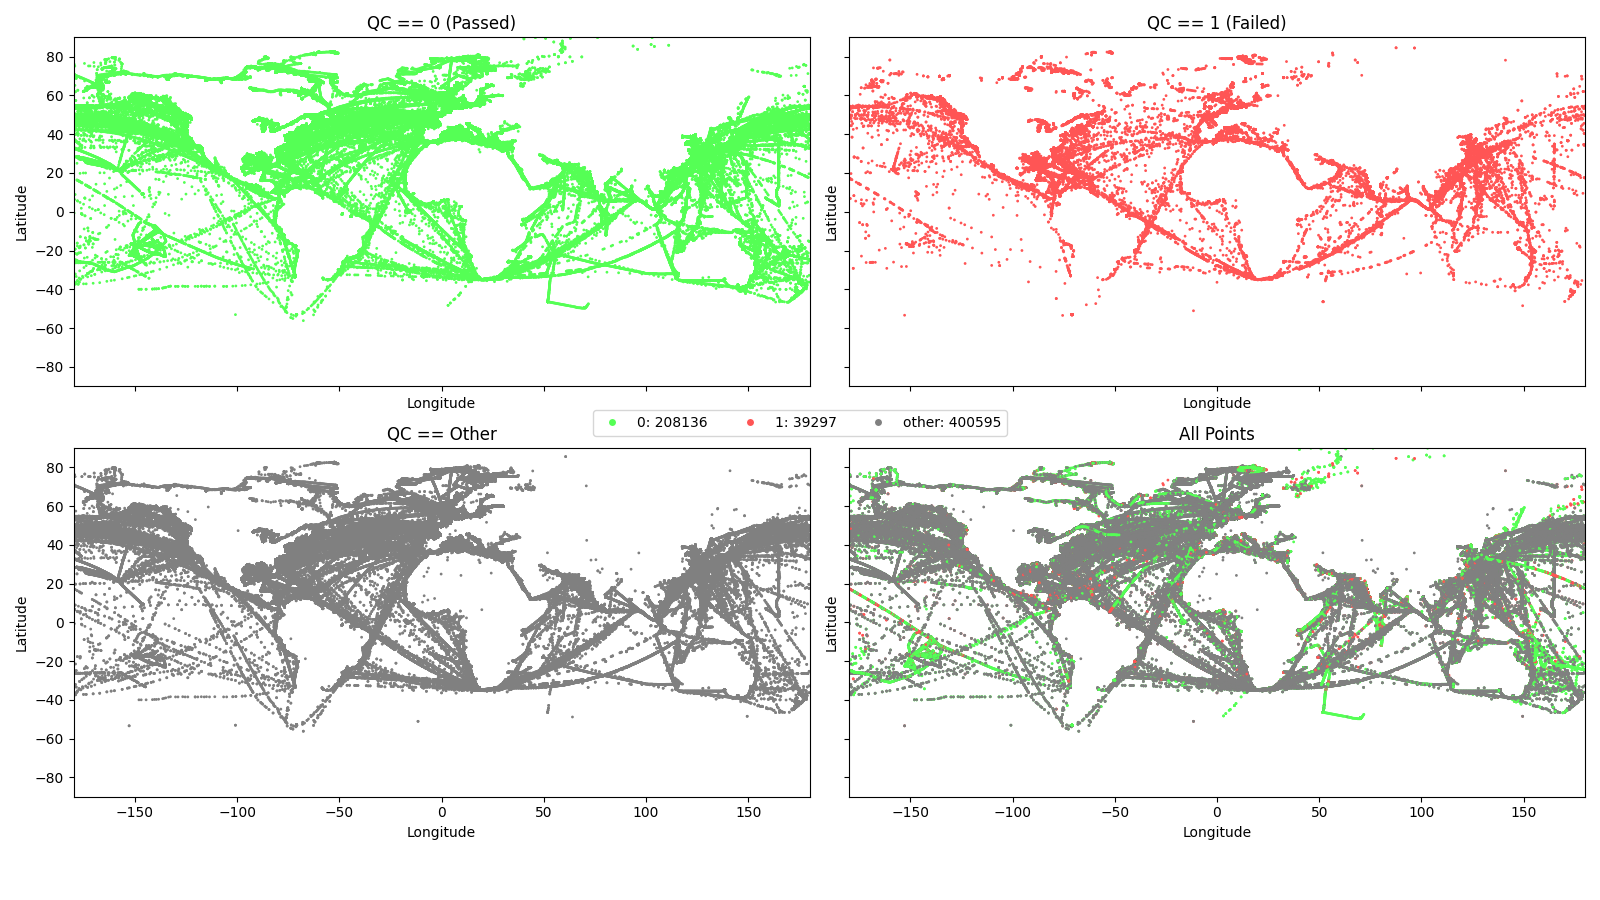 QC == 0 (Passed)
QC == 1 (Failed)
80
60
40
20
0
−20
−40
−60
−80
Latitude
Latitude
Longitude
Longitude
0: 208136 1: 39297 other: 400595
QC == Other
All Points
80
60
40
20
0
−20
−40
−60
−80
Latitude
Latitude
−150 −100 −50 0 50 100 150
−150 −100 −50 0 50 100 150
Longitude
Longitude